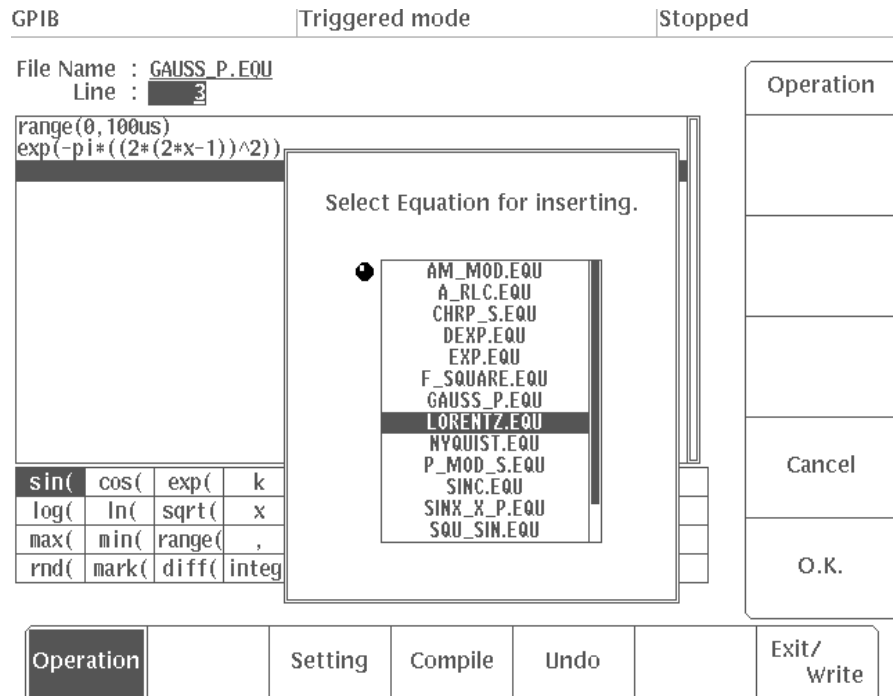 GPIB Triggered mode Stopped
File Name : GAUSS_P.EQU
Line : 3
range(0,100us)
exp(-pi*((2*(2*x-1))^2))
Select Equation for inserting.
AM_MOD.EQU
A_RLC.EQU
CHRP_S.EQU
DEXP.EQU
EXP.EQU
F_SQUARE.EQU
GAUSS_P.EQU
LORENTZ.EQU
NYQUIST.EQU
P_MOD_S.EQU
SINC.EQU
SINX_X_P.EQU
SQU_SIN.EQU
sin( cos( exp( k
log( ln( sqrt( x
max( min( range( ,
rnd( mark( diff( integ
Operation
Cancel
O.K.
Operation Setting Compile Undo Exit/
Write